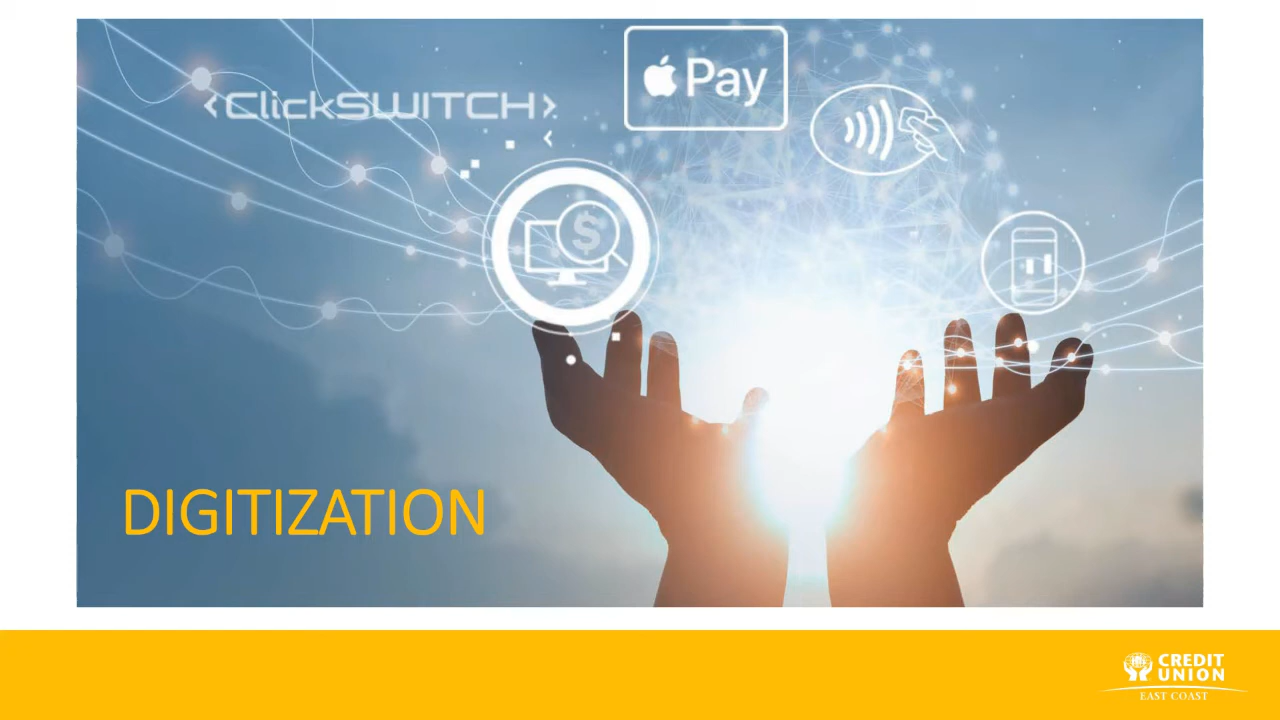 <ClickSWITCH>
Pay
$
DIGITIZATION
CREDIT
UNION
EAST COAST